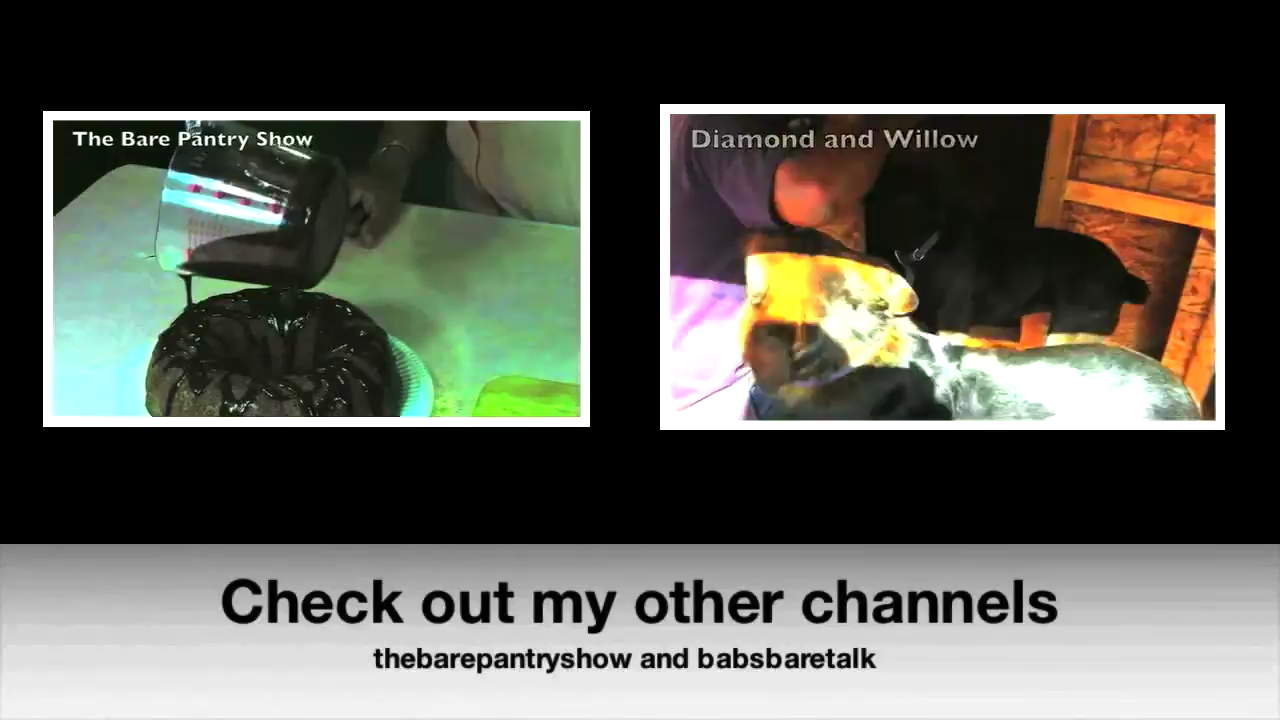 The Bare Pantry Show
Diamond and Willow
Check out my other channels
thebarepantryshow and babsbaretalk